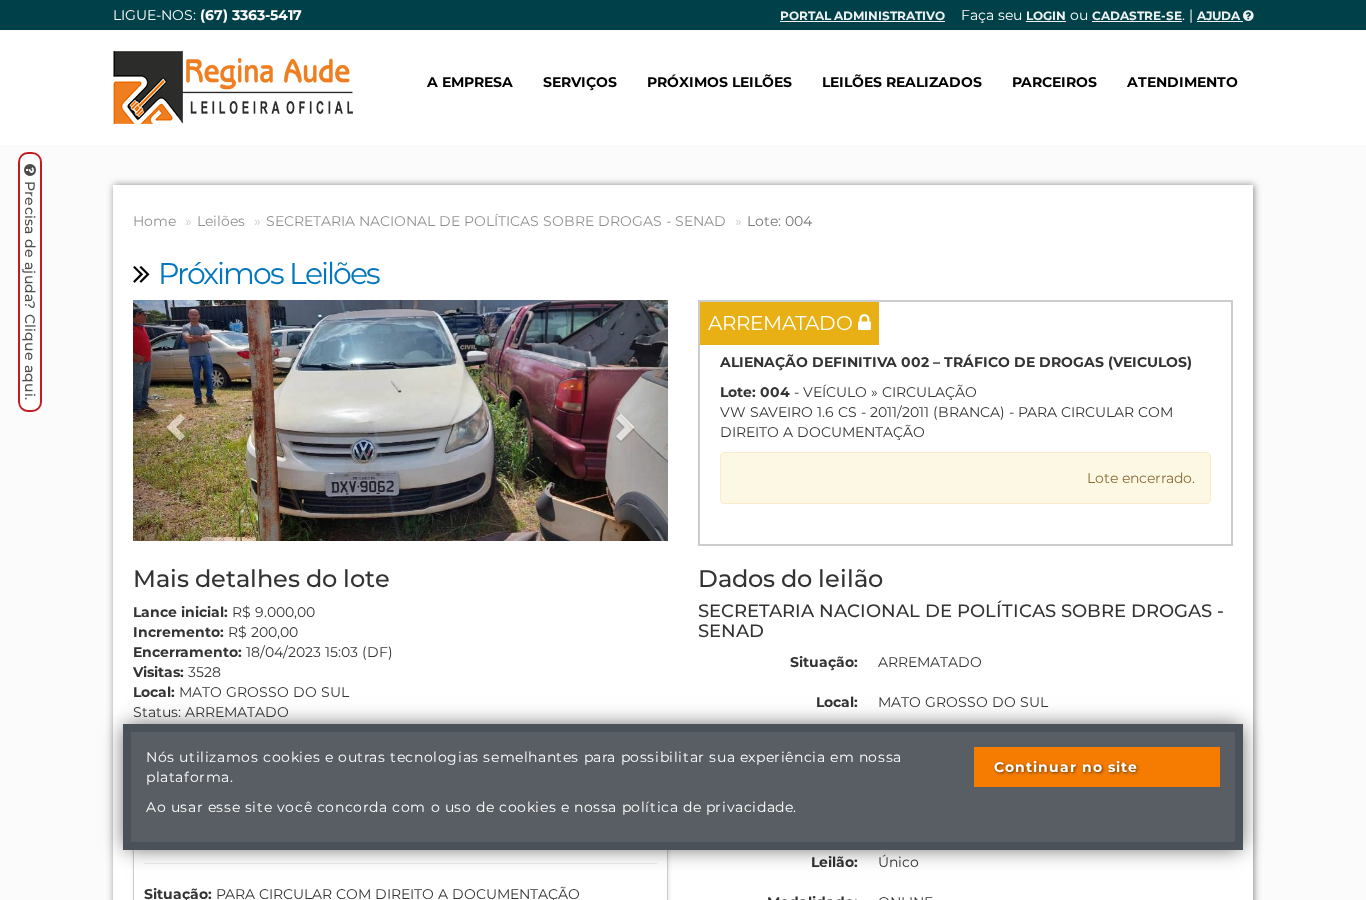 LIGUE-NOS: (67) 3363-5417
PORTAL ADMINISTRATIVO Faça seu LOGIN ou CADASTRE-SE. | AJUDA
Regina Aude
LEILOEIRA OFICIAL
A EMPRESA SERVIÇOS PRÓXIMOS LEILÕES LEILÕES REALIZADOS PARCEIROS ATENDIMENTO
Precisa de ajuda? Clique aqui.
Home » Leilões » SECRETARIA NACIONAL DE POLÍTICAS SOBRE DROGAS - SENAD » Lote: 004
Próximos Leilões
CIVIL
DXV-9062
ARREMATADO
ALIENAÇÃO DEFINITIVA 002 – TRÁFICO DE DROGAS (VEICULOS)
Lote: 004 - VEÍCULO » CIRCULAÇÃO
VW SAVEIRO 1.6 CS - 2011/2011 (BRANCA) - PARA CIRCULAR COM
DIREITO A DOCUMENTAÇÃO
Lote encerrado.
Mais detalhes do lote
Lance inicial: R$ 9.000,00
Incremento: R$ 200,00
Encerramento: 18/04/2023 15:03 (DF)
Visitas: 3528
Local: MATO GROSSO DO SUL
Status: ARREMATADO
Dados do leilão
SECRETARIA NACIONAL DE POLÍTICAS SOBRE DROGAS -
SENAD
Situação: ARREMATADO
Local: MATO GROSSO DO SUL
Nós utilizamos cookies e outras tecnologias semelhantes para possibilitar sua experiência em nossa
plataforma.
Ao usar esse site você concorda com o uso de cookies e nossa política de privacidade.
Continuar no site
Situação: PARA CIRCULAR COM DIREITO A DOCUMENTAÇÃO
Leilão: Único
Modalidade: ONLINE